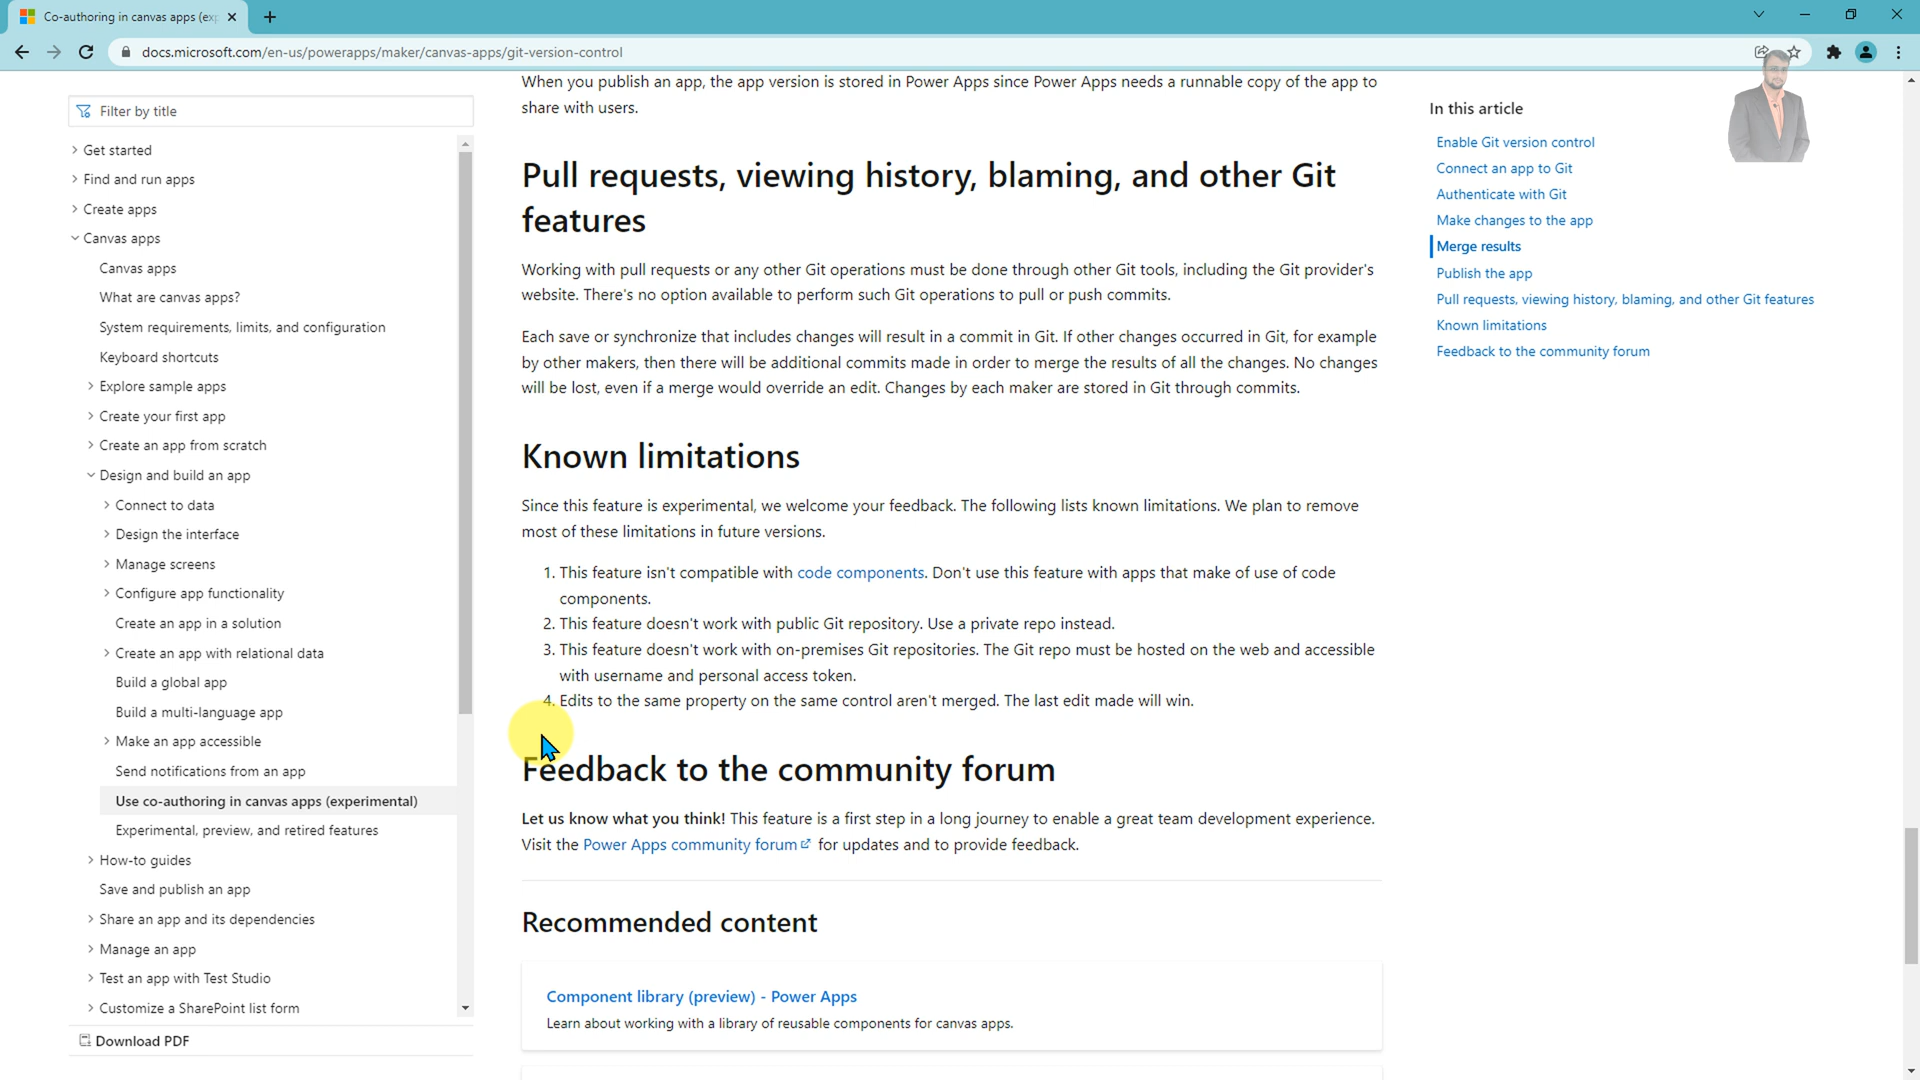 Co-authoring in canvas apps (exp
docs.microsoft.com/en-us/powerapps/maker/canvas-apps/git-version-control
Filter by title
Get started
Find and run apps
Create apps
Canvas apps
Canvas apps
What are canvas apps?
System requirements, limits, and configuration
Keyboard shortcuts
Explore sample apps
Create your first app
Create an app from scratch
Design and build an app
Connect to data
Design the interface
Manage screens
Configure app functionality
Create an app in a solution
Create an app with relational data
Build a global app
Build a multi-language app
Make an app accessible
Send notifications from an app
Use co-authoring in canvas apps (experimental)
Experimental, preview, and retired features
How-to guides
Save and publish an app
Share an app and its dependencies
Manage an app
Test an app with Test Studio
Customize a SharePoint list form
Download PDF
When you publish an app, the app version is stored in Power Apps since Power Apps needs a runnable copy of the app to
share with users.
Pull requests, viewing history, blaming, and other Git
features
Working with pull requests or any other Git operations must be done through other Git tools, including the Git provider's
website. There's no option available to perform such Git operations to pull or push commits.
Each save or synchronize that includes changes will result in a commit in Git. If other changes occurred in Git, for example
by other makers, then there will be additional commits made in order to merge the results of all the changes. No changes
will be lost, even if a merge would override an edit. Changes by each maker are stored in Git through commits.
Known limitations
Since this feature is experimental, we welcome your feedback. The following lists known limitations. We plan to remove
most of these limitations in future versions.
1. This feature isn't compatible with code components. Don't use this feature with apps that make of use of code
components.
2. This feature doesn't work with public Git repository. Use a private repo instead.
3. This feature doesn't work with on-premises Git repositories. The Git repo must be hosted on the web and accessible
with username and personal access token.
4. Edits to the same property on the same control aren't merged. The last edit made will win.
Feedback to the community forum
Let us know what you think! This feature is a first step in a long journey to enable a great team development experience.
Visit the Power Apps community forum for updates and to provide feedback.
Recommended content
Component library (preview) - Power Apps
Learn about working with a library of reusable components for canvas apps.
In this article
Enable Git version control
Connect an app to Git
Authenticate with Git
Make changes to the app
Merge results
Publish the app
Pull requests, viewing history, blaming, and other Git features
Known limitations
Feedback to the community forum